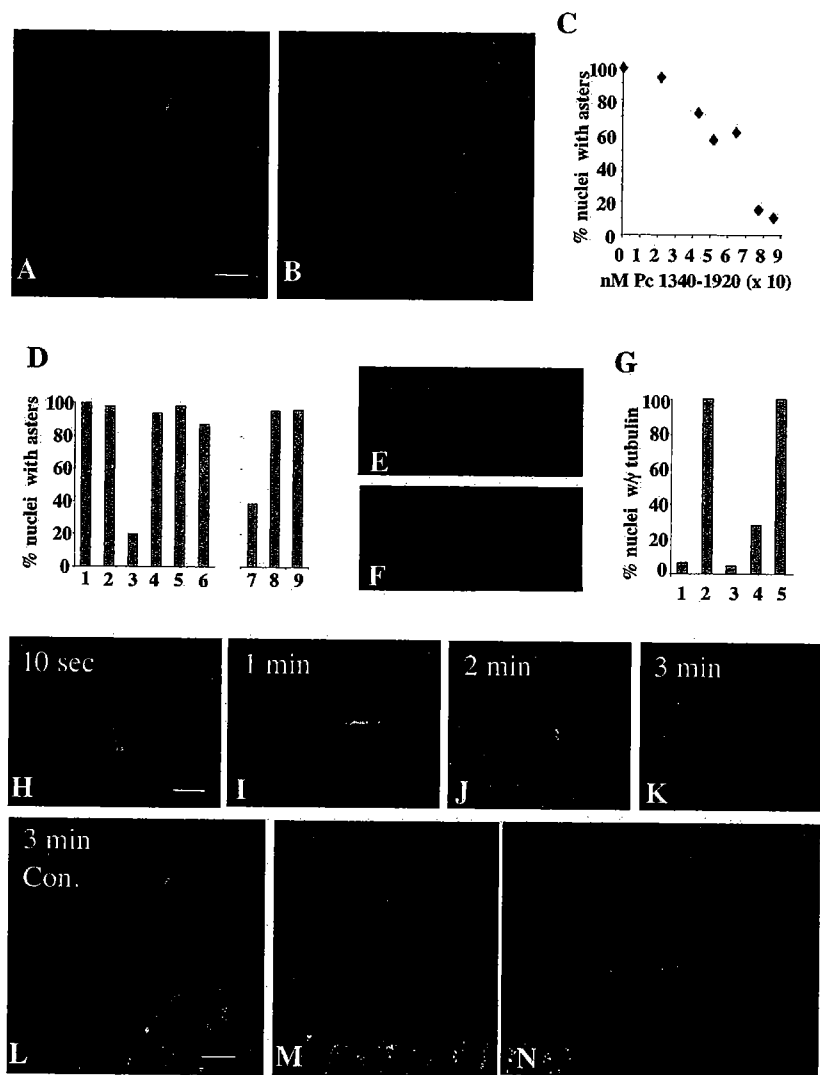 A
B
C
% nuclei with asters
100
80
60
40
20
0
0 1 2 3 4 5 6 7 8 9
nM Pc 1340-1920 (x 10)
D
% nuclei with asters
100
80
60
40
20
0
1 2 3 4 5 6 7 8 9
E
F
G
% nuclei w/γ tubulin
100
80
60
40
20
0
1 2 3 4 5
10 sec
H
1 min
I
2 min
J
3 min
K
3 min
Con.
L
M
N